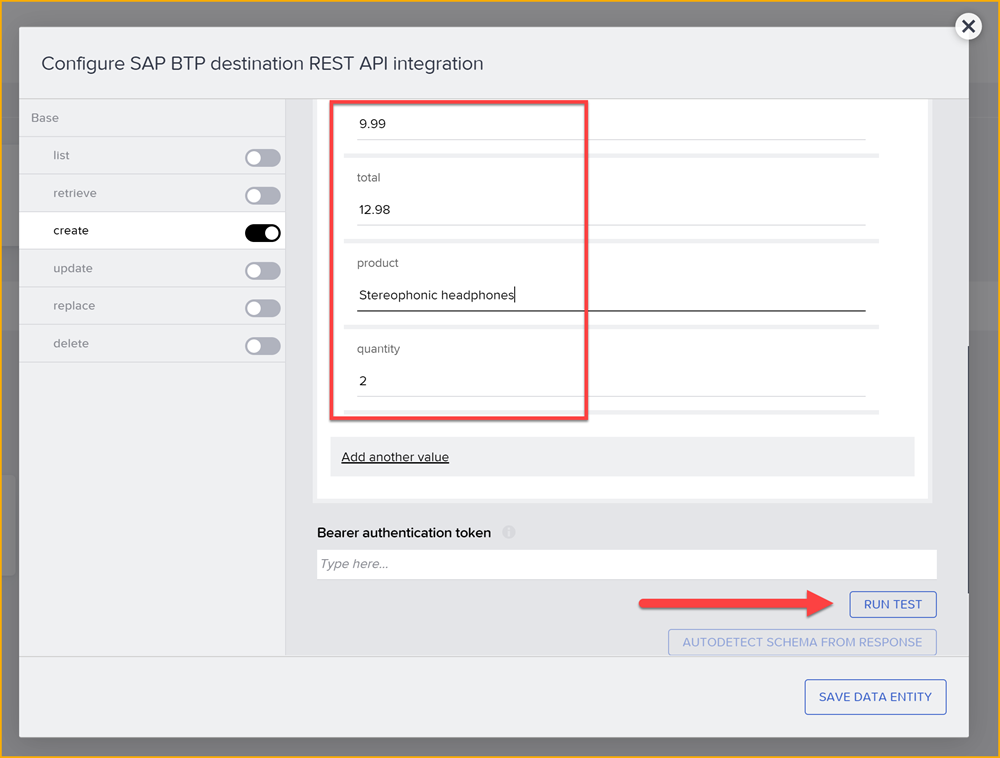 Configure SAP BTP destination REST API integration
Base
list
retrieve
create
update
replace
delete
9.99
total
12.98
product
Stereophonic headphones
quantity
2
Add another value
Bearer authentication token
Type here...
RUN TEST
AUTODETECT SCHEMA FROM RESPONSE
SAVE DATA ENTITY